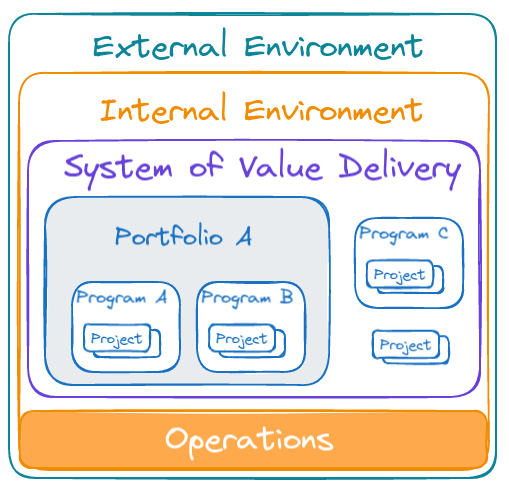 External Environment
Internal Environment
System of Value Delivery
Portfolio A
Program C
Project
Program A
Program B
Project
Project
Project
Operations